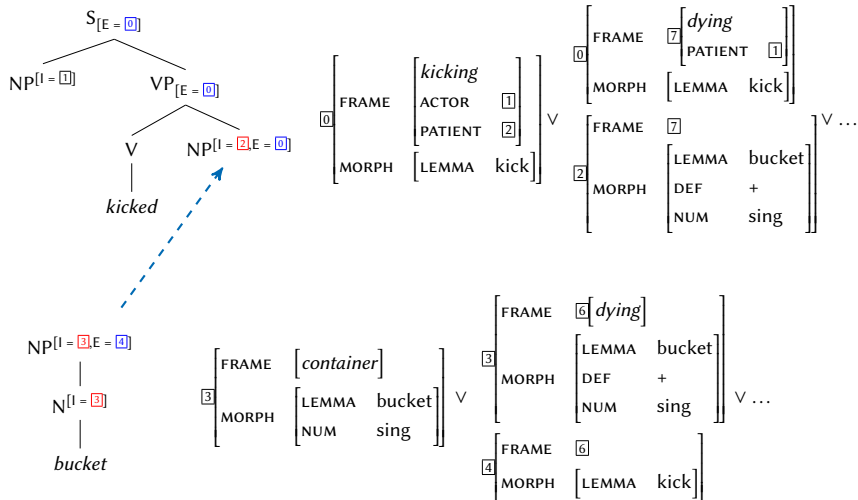 S[E = 0]
NP[I = 1] VP[E = 0]
V NP[I = 2,E = 0]
kicked
0 FRAME kicking
ACTOR 1
PATIENT 2
MORPH LEMMA kick
∨
0 FRAME 7 dying
PATIENT 1
MORPH LEMMA kick
2 FRAME 7
MORPH LEMMA bucket
DEF +
NUM sing
∨ …
NP[I = 3,E = 4]
N[I = 3]
bucket
3 FRAME container
MORPH LEMMA bucket
NUM sing
∨
3 FRAME 6 dying
MORPH LEMMA bucket
DEF +
NUM sing
4 FRAME 6
MORPH LEMMA kick
∨ …